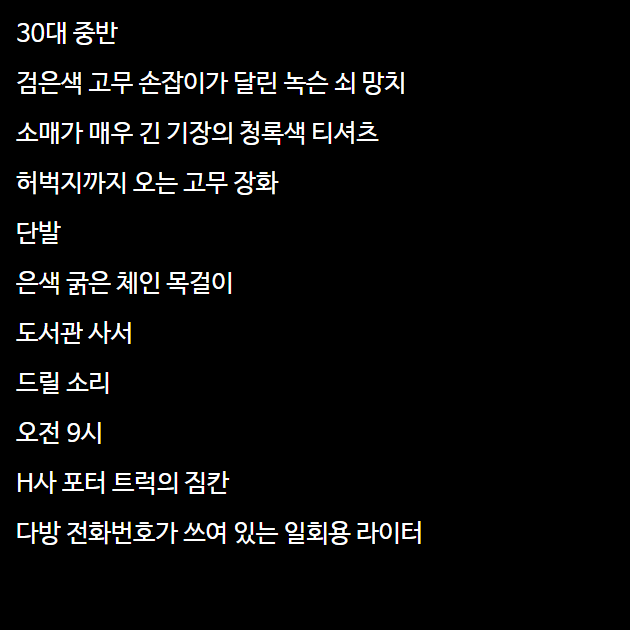 30대 중반
검은색 고무 손잡이가 달린 녹슨 쇠 망치
소매가 매우 긴 기장의 청록색 티셔츠
허벅지까지 오는 고무 장화
단발
은색 굵은 체인 목걸이
도서관 사서
드릴 소리
오전 9시
H사 포터 트럭의 짐칸
다방 전화번호가 쓰여 있는 일회용 라이터